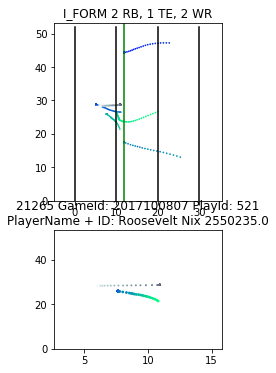 I_FORM 2 RB, 1 TE, 2 WR
50
40
30
20
10
0
0 10 20 30
21265 GameId: 2017100807 PlayId: 521
PlayerName + ID: Roosevelt Nix 2550235.0
40
20
0
5 10 15